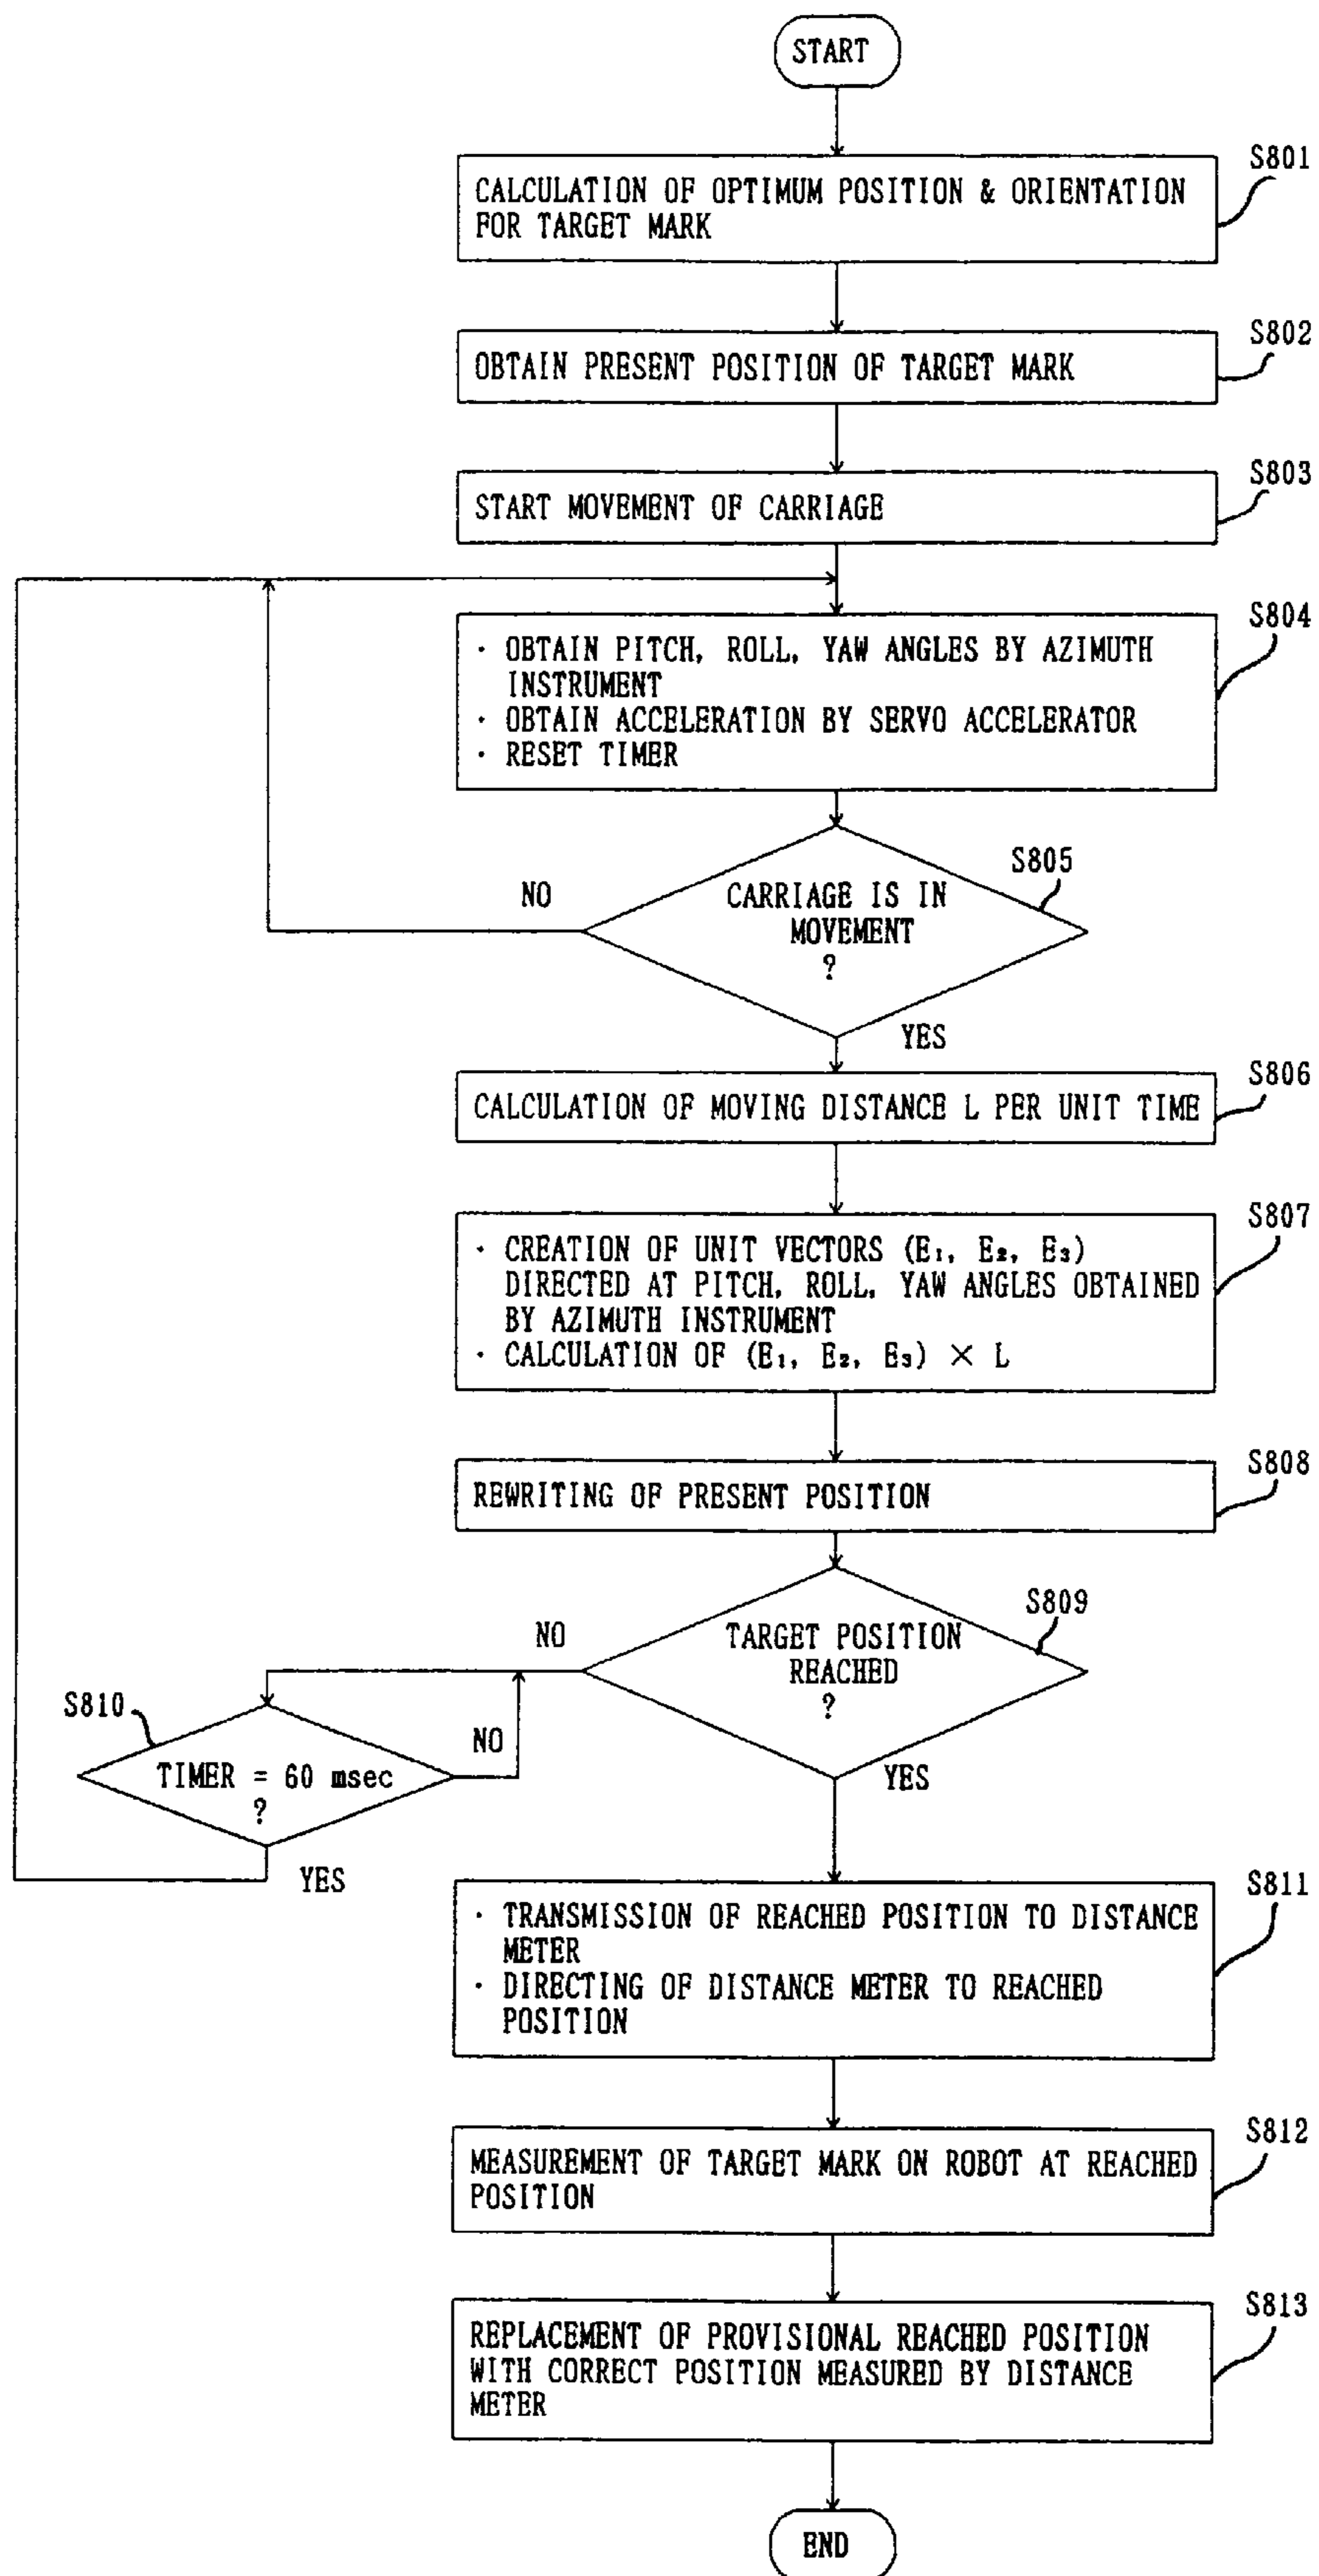 START
S801
CALCULATION OF OPTIMUM POSITION & ORIENTATION
FOR TARGET MARK
S802
OBTAIN PRESENT POSITION OF TARGET MARK
S803
START MOVEMENT OF CARRIAGE
S804
· OBTAIN PITCH, ROLL, YAW ANGLES BY AZIMUTH
INSTRUMENT
· OBTAIN ACCELERATION BY SERVO ACCELERATOR
· RESET TIMER
S805
NO
CARRIAGE IS IN
MOVEMENT
?
YES
S806
CALCULATION OF MOVING DISTANCE L PER UNIT TIME
S807
· CREATION OF UNIT VECTORS (E₁, E₂, E₃)
DIRECTED AT PITCH, ROLL, YAW ANGLES OBTAINED
BY AZIMUTH INSTRUMENT
· CALCULATION OF (E₁, E₂, E₃) × L
S808
REWRITING OF PRESENT POSITION
S809
NO
TARGET POSITION
REACHED
?
YES
S810
NO
TIMER = 60 msec
?
YES
S811
· TRANSMISSION OF REACHED POSITION TO DISTANCE
METER
· DIRECTING OF DISTANCE METER TO REACHED
POSITION
S812
MEASUREMENT OF TARGET MARK ON ROBOT AT REACHED
POSITION
S813
REPLACEMENT OF PROVISIONAL REACHED POSITION
WITH CORRECT POSITION MEASURED BY DISTANCE
METER
END